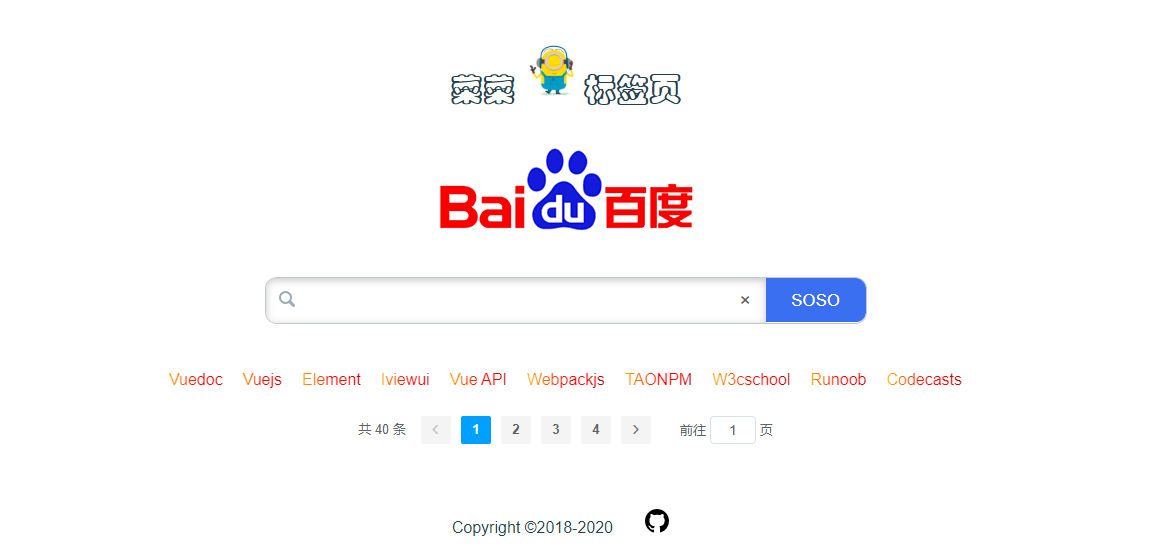 菜菜 标签页
Baidu百度
× SOSO
Vuedoc Vuejs Element Iviewui Vue API Webpackjs TAONPM W3cschool Runoob Codecasts
共 40 条 1 2 3 4 前往 1 页
Copyright ©2018-2020